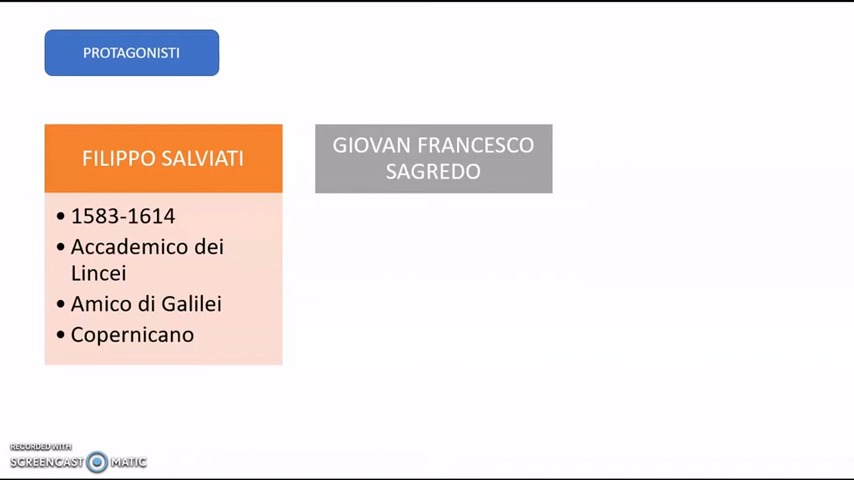 PROTAGONISTI
FILIPPO SALVIATI
GIOVAN FRANCESCO
SAGREDO
• 1583-1614
• Accademico dei
Lincei
• Amico di Galilei
• Copernicano
RECORDED WITH
SCREENCAST MATIC